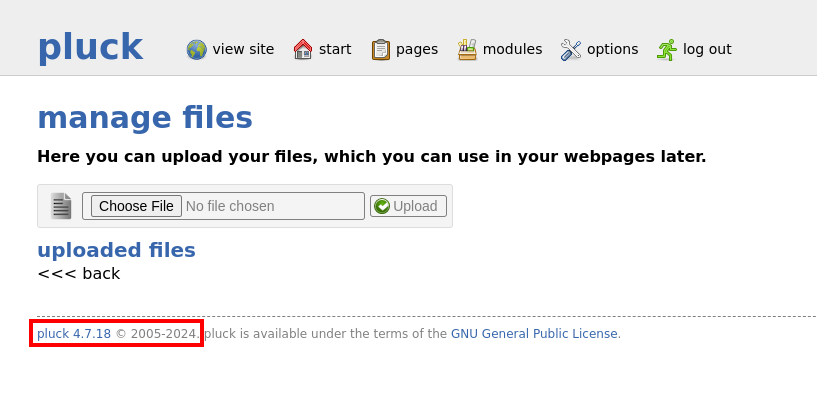 pluck view site start pages modules options log out
manage files
Here you can upload your files, which you can use in your webpages later.
Choose File No file chosen Upload
uploaded files
<<< back
pluck 4.7.18 © 2005-2024. pluck is available under the terms of the GNU General Public License.